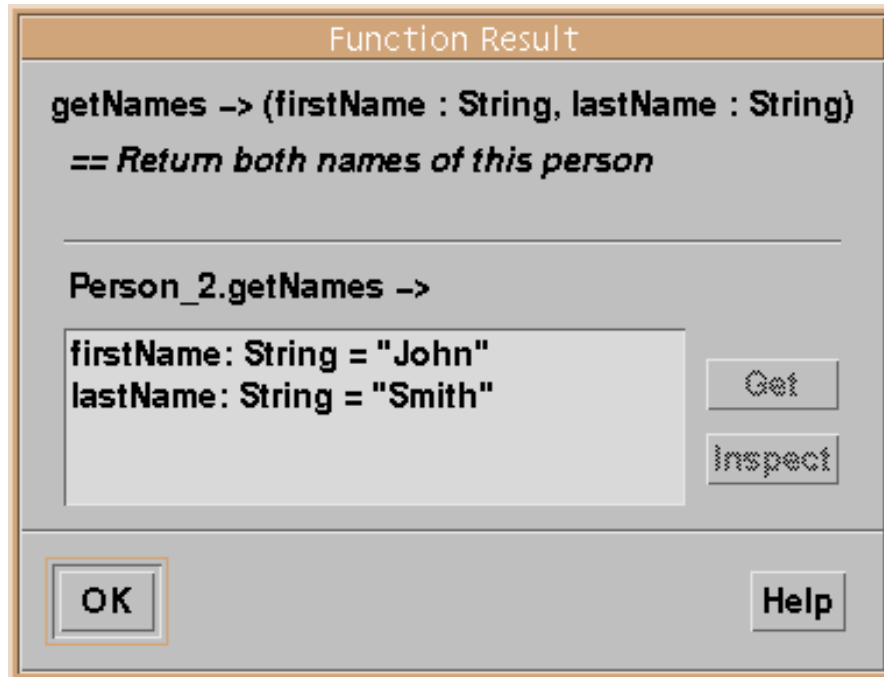 Function Result
getNames -> (firstName : String, lastName : String)
== Return both names of this person
Person_2.getNames ->
firstName: String = "John"
lastName: String = "Smith"
Get
Inspect
OK
Help